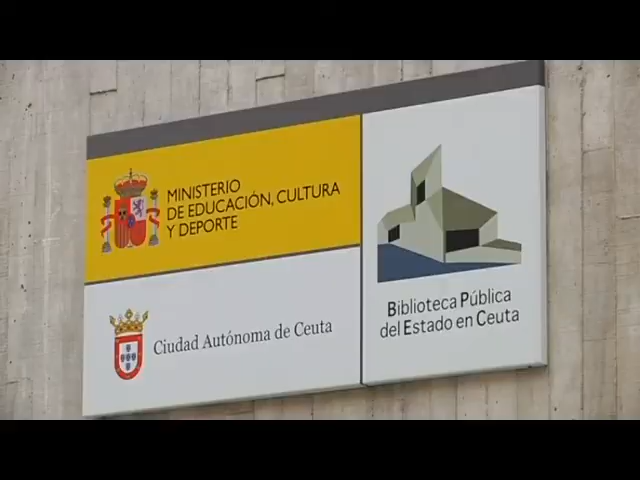 MINISTERIO
DE EDUCACIÓN, CULTURA
Y DEPORTE
Ciudad Autónoma de Ceuta
Biblioteca Pública
del Estado en Ceuta